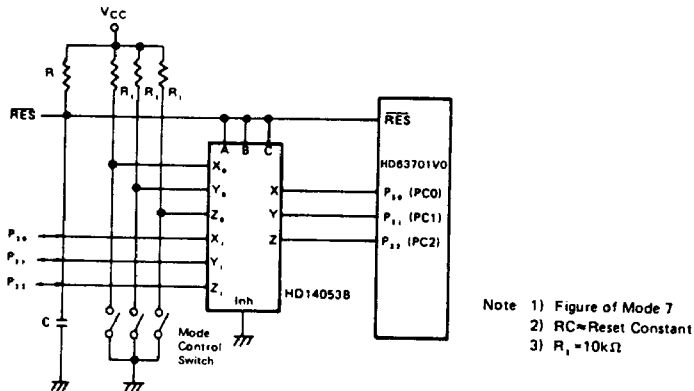 VCC
R
R1 R1 R1
RES
RES
A B C
HD63701V0
X0
Y0
Z0
X1
Y1
Z1
X
Y
Z
P20 (PC0)
P21 (PC1)
P22 (PC2)
P20
P21
P22
Inh
HD14053B
C
Mode
Control
Switch
Note 1) Figure of Mode 7
2) RC≈Reset Constant
3) R1 =10kΩ